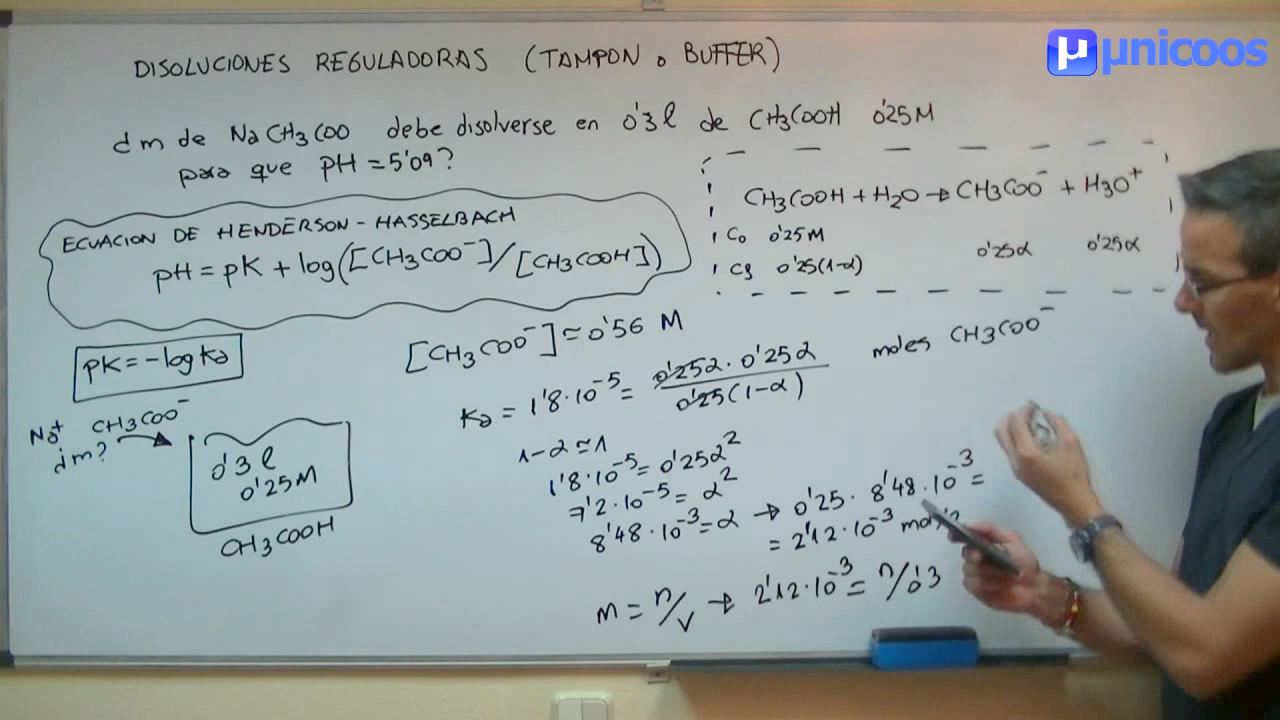 μnicoos
DISOLUCIONES REGULADORAS (TAMPON o BUFFER)
¿m de NaCH3COO debe disolverse en 0'3 l de CH3COOH 0'25M
para que pH = 5'09?
CH3COOH + H2O → CH3COO⁻ + H3O⁺
C0 0'25M
Cf 0'25(1-α) 0'25α 0'25α
ECUACION DE HENDERSON-HASSELBACH
pH = pK + log([CH3COO⁻]/[CH3COOH])
pK = -log Ka
Na⁺ CH3COO⁻
¿m?
0'3 l
0'25M
CH3COOH
[CH3COO⁻] ≃ 0'56 M
Ka = 1'8·10⁻⁵ = 0'25α · 0'25α / 0'25(1-α)
moles CH3COO⁻
1-α ≃ 1
1'8·10⁻⁵ = 0'25α²
7'2·10⁻⁵ = α²
8'48·10⁻³ = α → 0'25 · 8'48·10⁻³ =
= 2'12·10⁻³
M = n/V → 2'12·10⁻³ = n/0'3